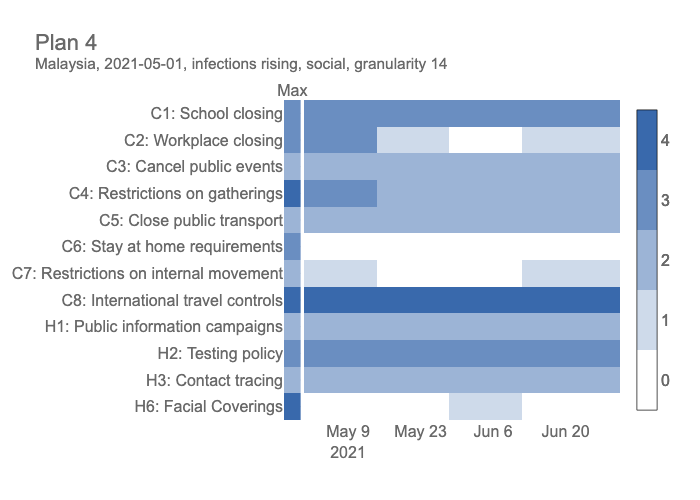 Plan 4
Malaysia, 2021-05-01, infections rising, social, granularity 14
Max
C1: School closing
C2: Workplace closing
C3: Cancel public events
C4: Restrictions on gatherings
C5: Close public transport
C6: Stay at home requirements
C7: Restrictions on internal movement
C8: International travel controls
H1: Public information campaigns
H2: Testing policy
H3: Contact tracing
H6: Facial Coverings
May 9 May 23 Jun 6 Jun 20
2021
4
3
2
1
0